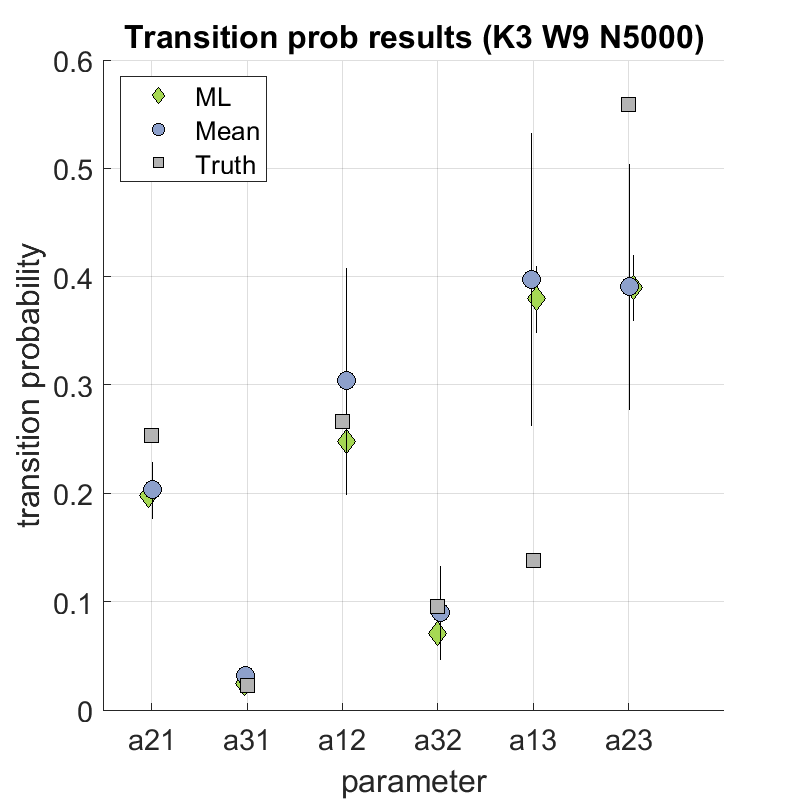 Transition prob results (K3 W9 N5000)
ML
Mean
Truth
0.6
0.5
0.4
0.3
0.2
0.1
0
transition probability
a21 a31 a12 a32 a13 a23
parameter